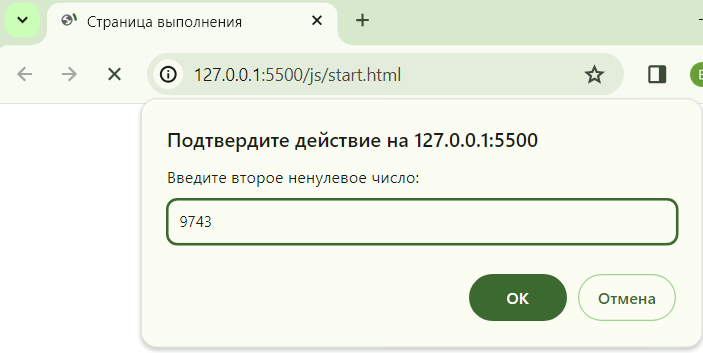 Страница выполнения
127.0.0.1:5500/js/start.html
Подтвердите действие на 127.0.0.1:5500
Введите второе ненулевое число:
9743
ОК
Отмена